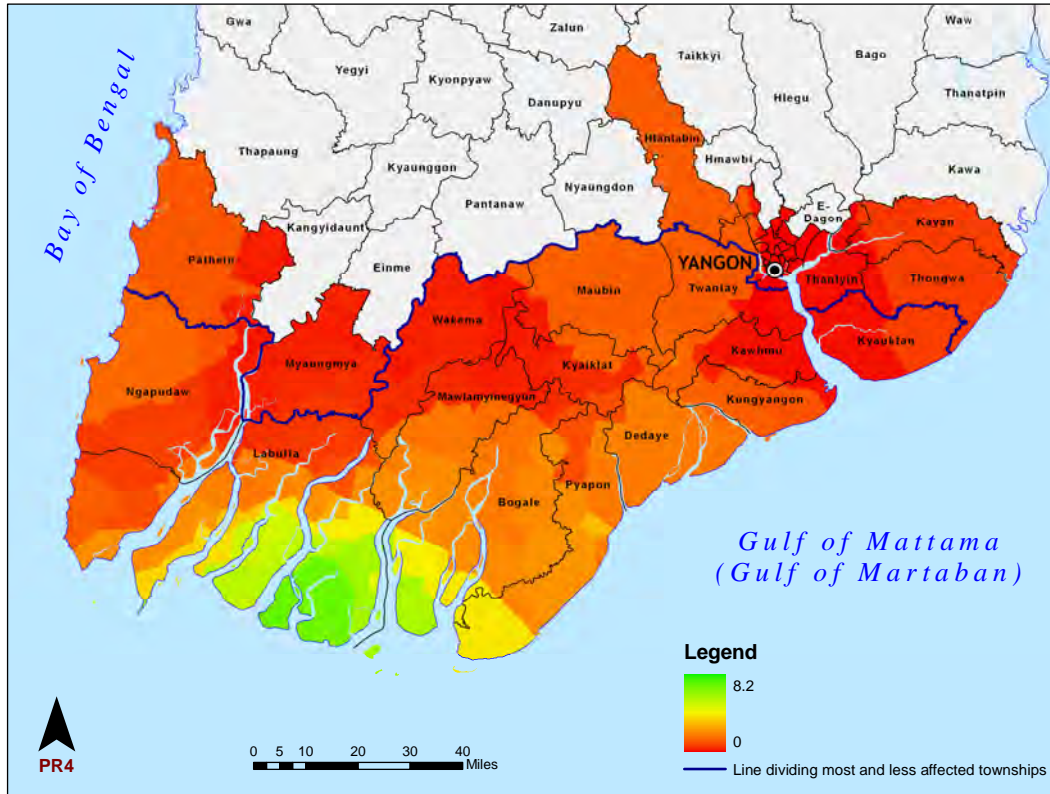 Gwa
Zalun
Taikkyi
Bago
Waw
Yegyi
Kyonpyaw
Hlegu
Thanatpin
Danupyu
Hlantabin
Thapaung
Kyaunggon
Hmawbi
Kawa
Nyaungdon
E-
Dagon
Pantanaw
Kangyidaunt
Kayan
Einme
Pathein
YANGON
Thanlyin
Thongwa
Maubin
Twantay
Wakema
Kyauktan
Kawhmu
Myaungmya
Kyaiklat
Ngapudaw
Mawlamyinegyun
Kungyangon
Dedaye
Labutta
Pyapon
Bogale
Bay of Bengal
Gulf of Mattama
(Gulf of Martaban)
Legend
8.2
0
Line dividing most and less affected townships
PR4
0 5 10 20 30 40
Miles